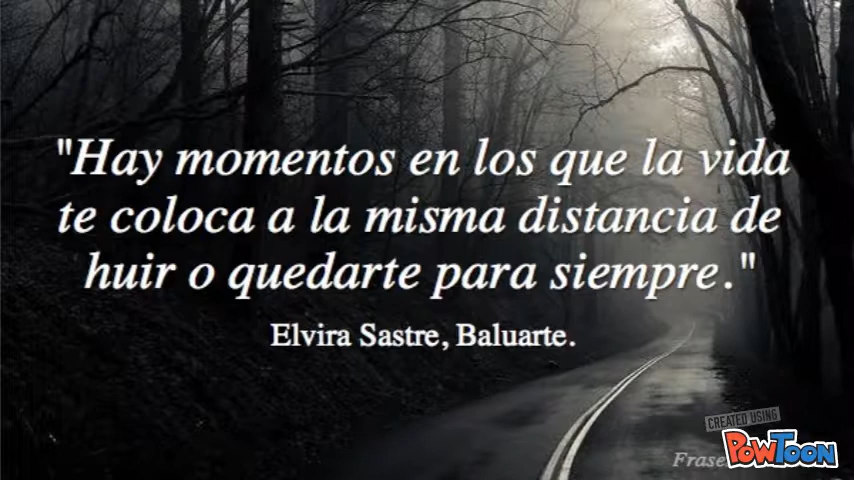 "Hay momentos en los que la vida
te coloca a la misma distancia de
huir o quedarte para siempre."
Elvira Sastre, Baluarte.
CREATED USING
POWTOON